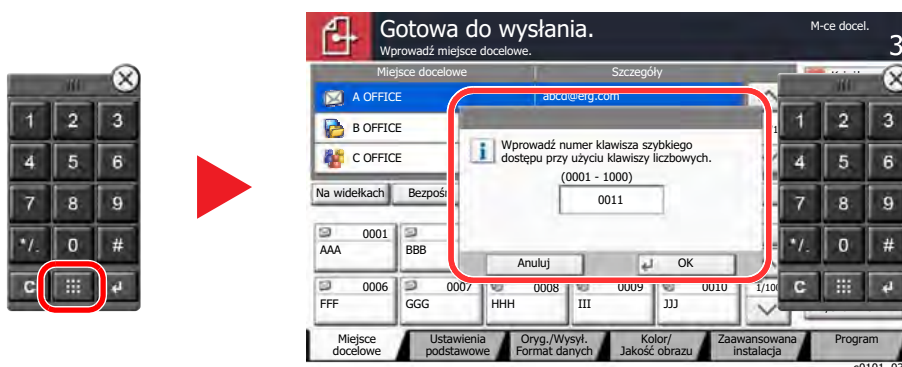 1 2 3
4 5 6
7 8 9
*/. 0 #
C
Gotowa do wysłania.
Wprowadź miejsce docelowe.
M-ce docel.
3
Miejsce docelowe Szczegóły
A OFFICE abcd@efg.com
B OFFICE
C OFFICE
Wprowadź numer klawisza szybkiego
dostępu przy użyciu klawiszy liczbowych.
(0001 - 1000)
0011
Anuluj OK
Na widełkach
0001
AAA BBB
0006 0007 0008 0009 0010
FFF GGG HHH III JJJ
1 2 3
4 5 6
7 8 9
*/. 0 #
C
Miejsce
docelowe
Ustawienia
podstawowe
Oryg./Wysył.
Format danych
Kolor/
Jakość obrazu
Zaawansowana
instalacja
Program